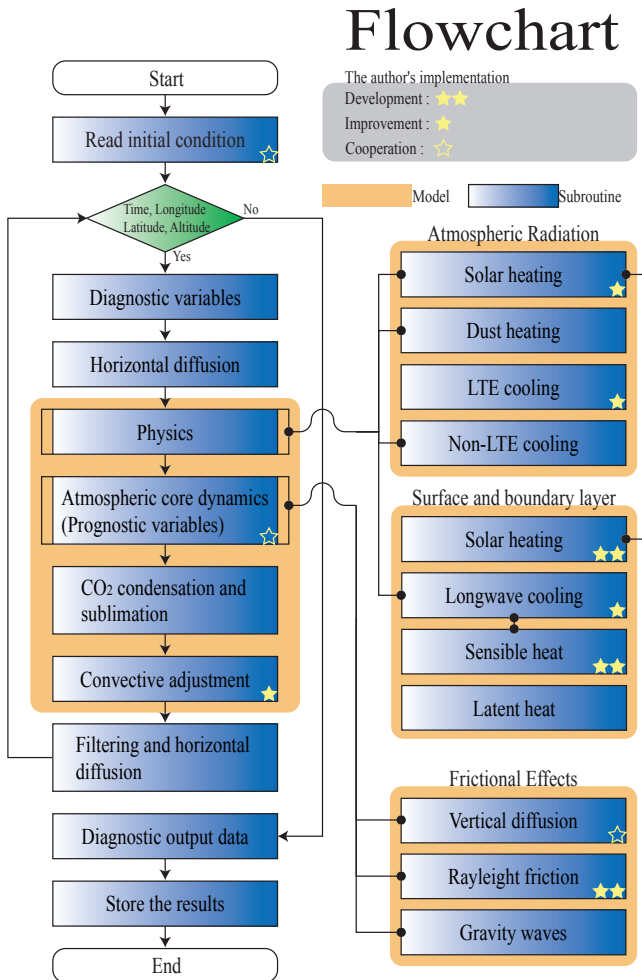 Flowchart
The author's implementation
Development :
Improvement :
Cooperation :
Model
Subroutine
Start
Read initial condition
Time, Longitude
Latitude, Altitude
No
Yes
Diagnostic variables
Horizontal diffusion
Physics
Atmospheric core dynamics
(Prognostic variables)
CO2 condensation and
sublimation
Convective adjustment
Filtering and horizontal
diffusion
Diagnostic output data
Store the results
End
Atmospheric Radiation
Solar heating
Dust heating
LTE cooling
Non-LTE cooling
Surface and boundary layer
Solar heating
Longwave cooling
Sensible heat
Latent heat
Frictional Effects
Vertical diffusion
Rayleight friction
Gravity waves